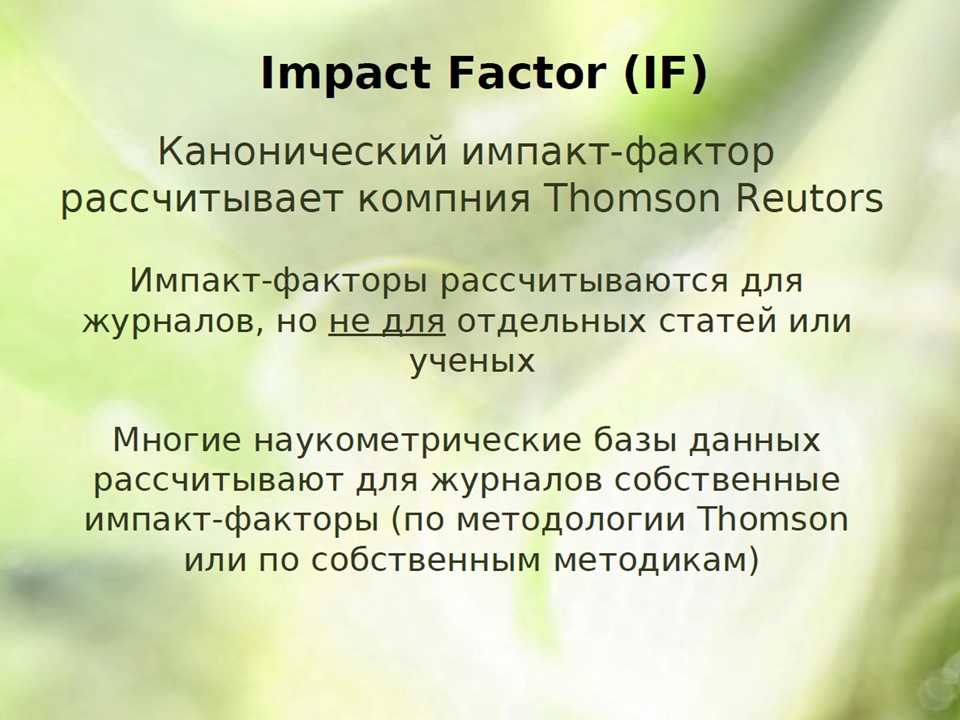 Impact Factor (IF)
Канонический импакт-фактор
рассчитывает компния Thomson Reutors
Импакт-факторы рассчитываются для
журналов, но не для отдельных статей или
ученых
Многие наукометрические базы данных
рассчитывают для журналов собственные
импакт-факторы (по методологии Thomson
или по собственным методикам)